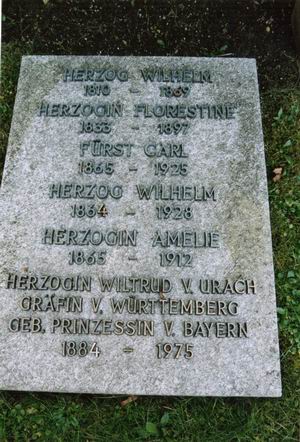 HERZOG WILHELM
1810 - 1869
HERZOGIN FLORESTINE
1833 - 1897
FÜRST CARL
1865 - 1925
HERZOG WILHELM
1864 - 1928
HERZOGIN AMELIE
1865 - 1912
HERZOGIN WILTRUD V. URACH
GRÄFIN V. WÜRTTEMBERG
GEB. PRINZESSIN V. BAYERN
1884 - 1975